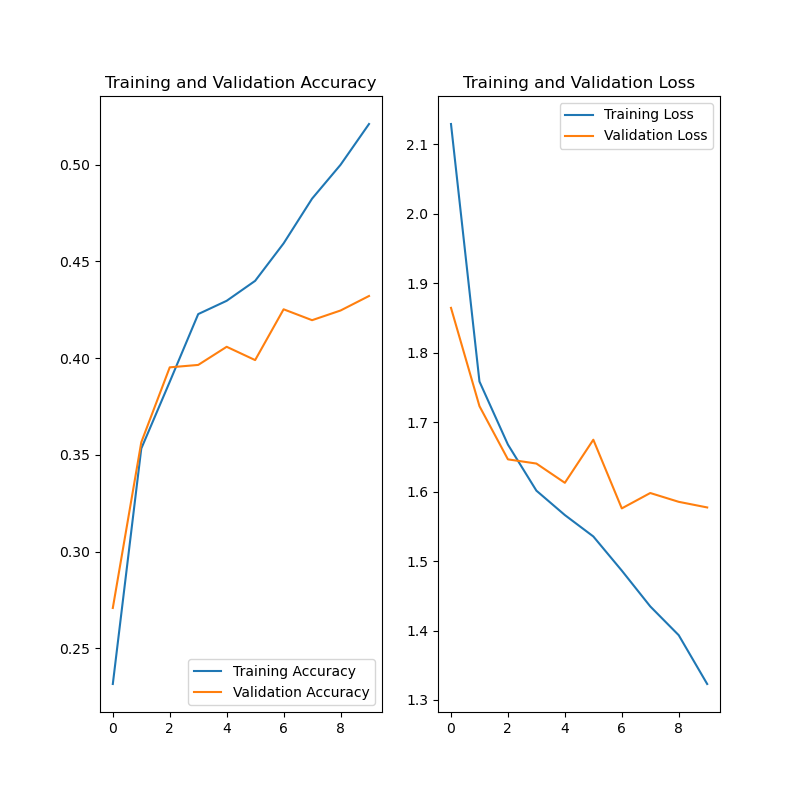 Training and Validation Accuracy
0.50
0.45
0.40
0.35
0.30
0.25
0 2 4 6 8
Training Accuracy
Validation Accuracy
Training and Validation Loss
2.1
2.0
1.9
1.8
1.7
1.6
1.5
1.4
1.3
0 2 4 6 8
Training Loss
Validation Loss